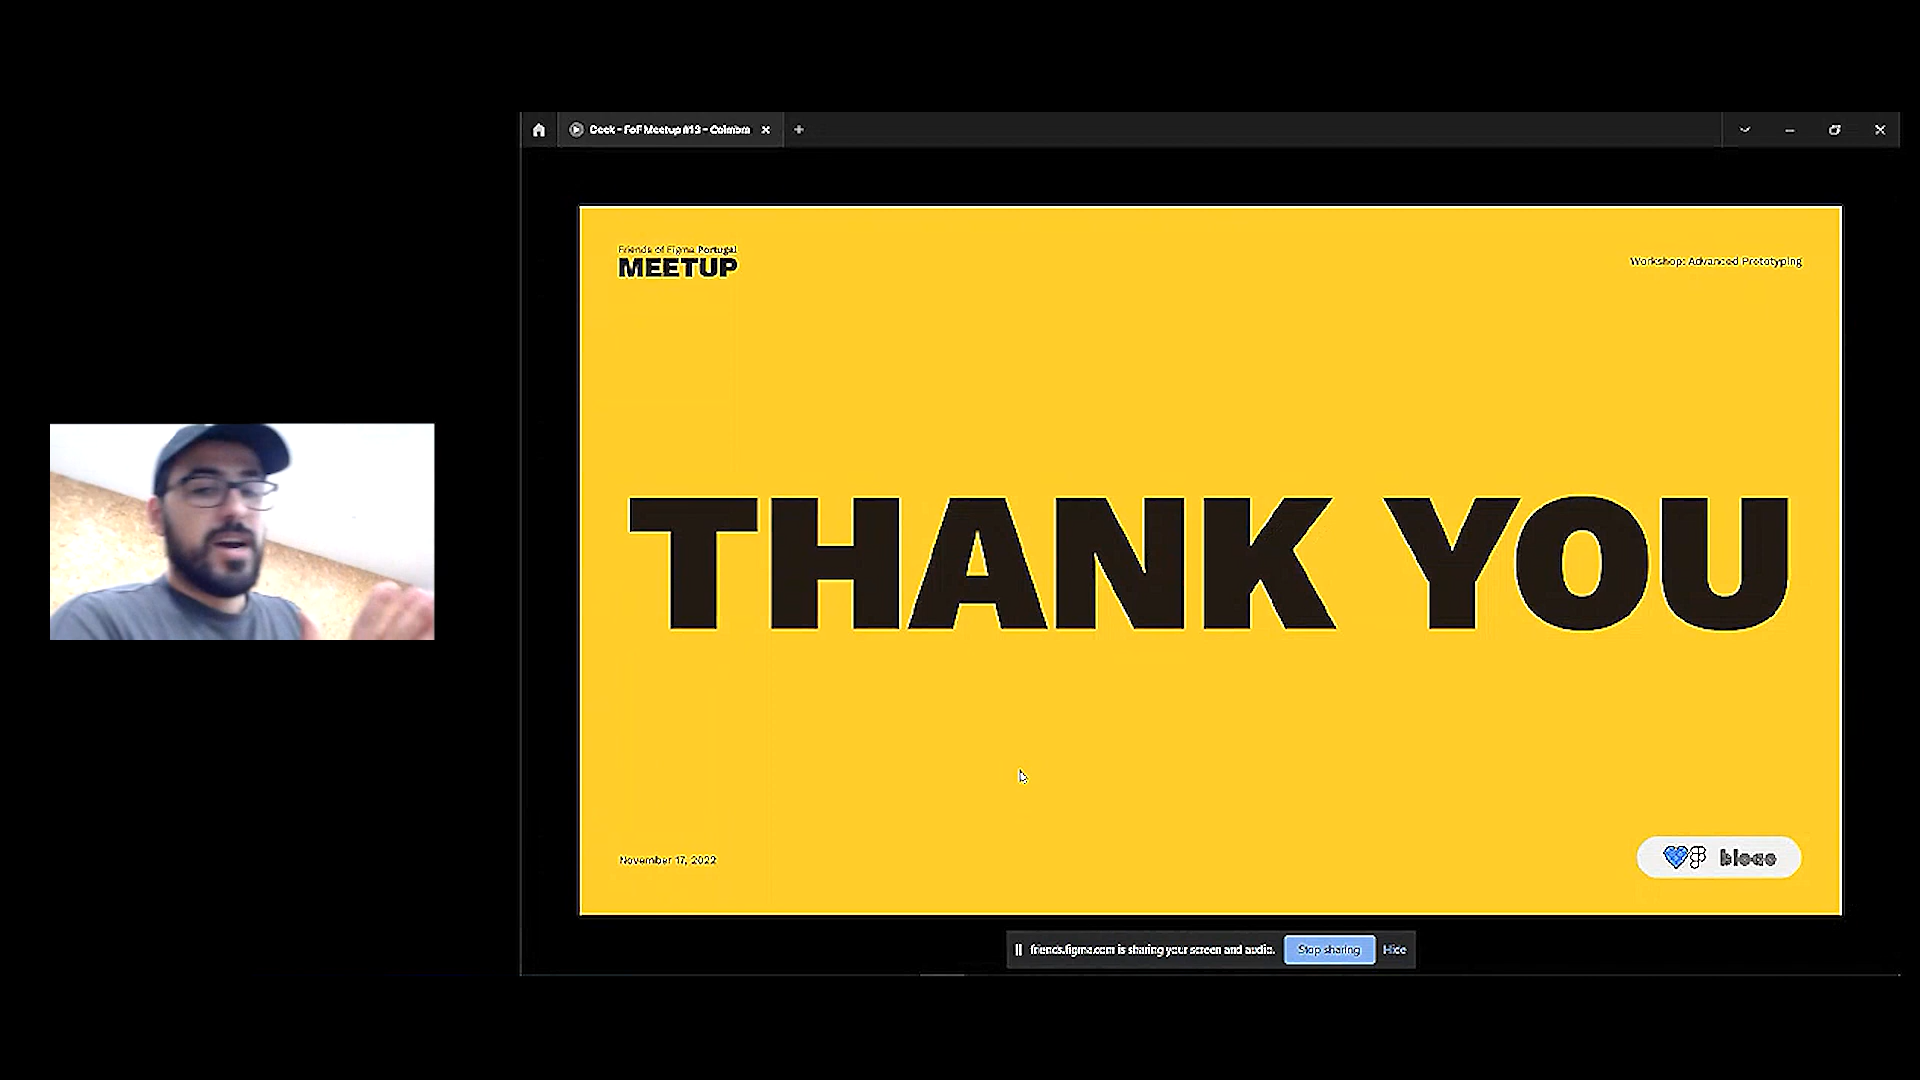 Deck - FoF Meetup #13 - Coimbra
Friends of Figma Portugal
MEETUP
Workshop: Advanced Prototyping
THANK YOU
November 17, 2022
bloco
friends.figma.com is sharing your screen and audio.
Stop sharing
Hide